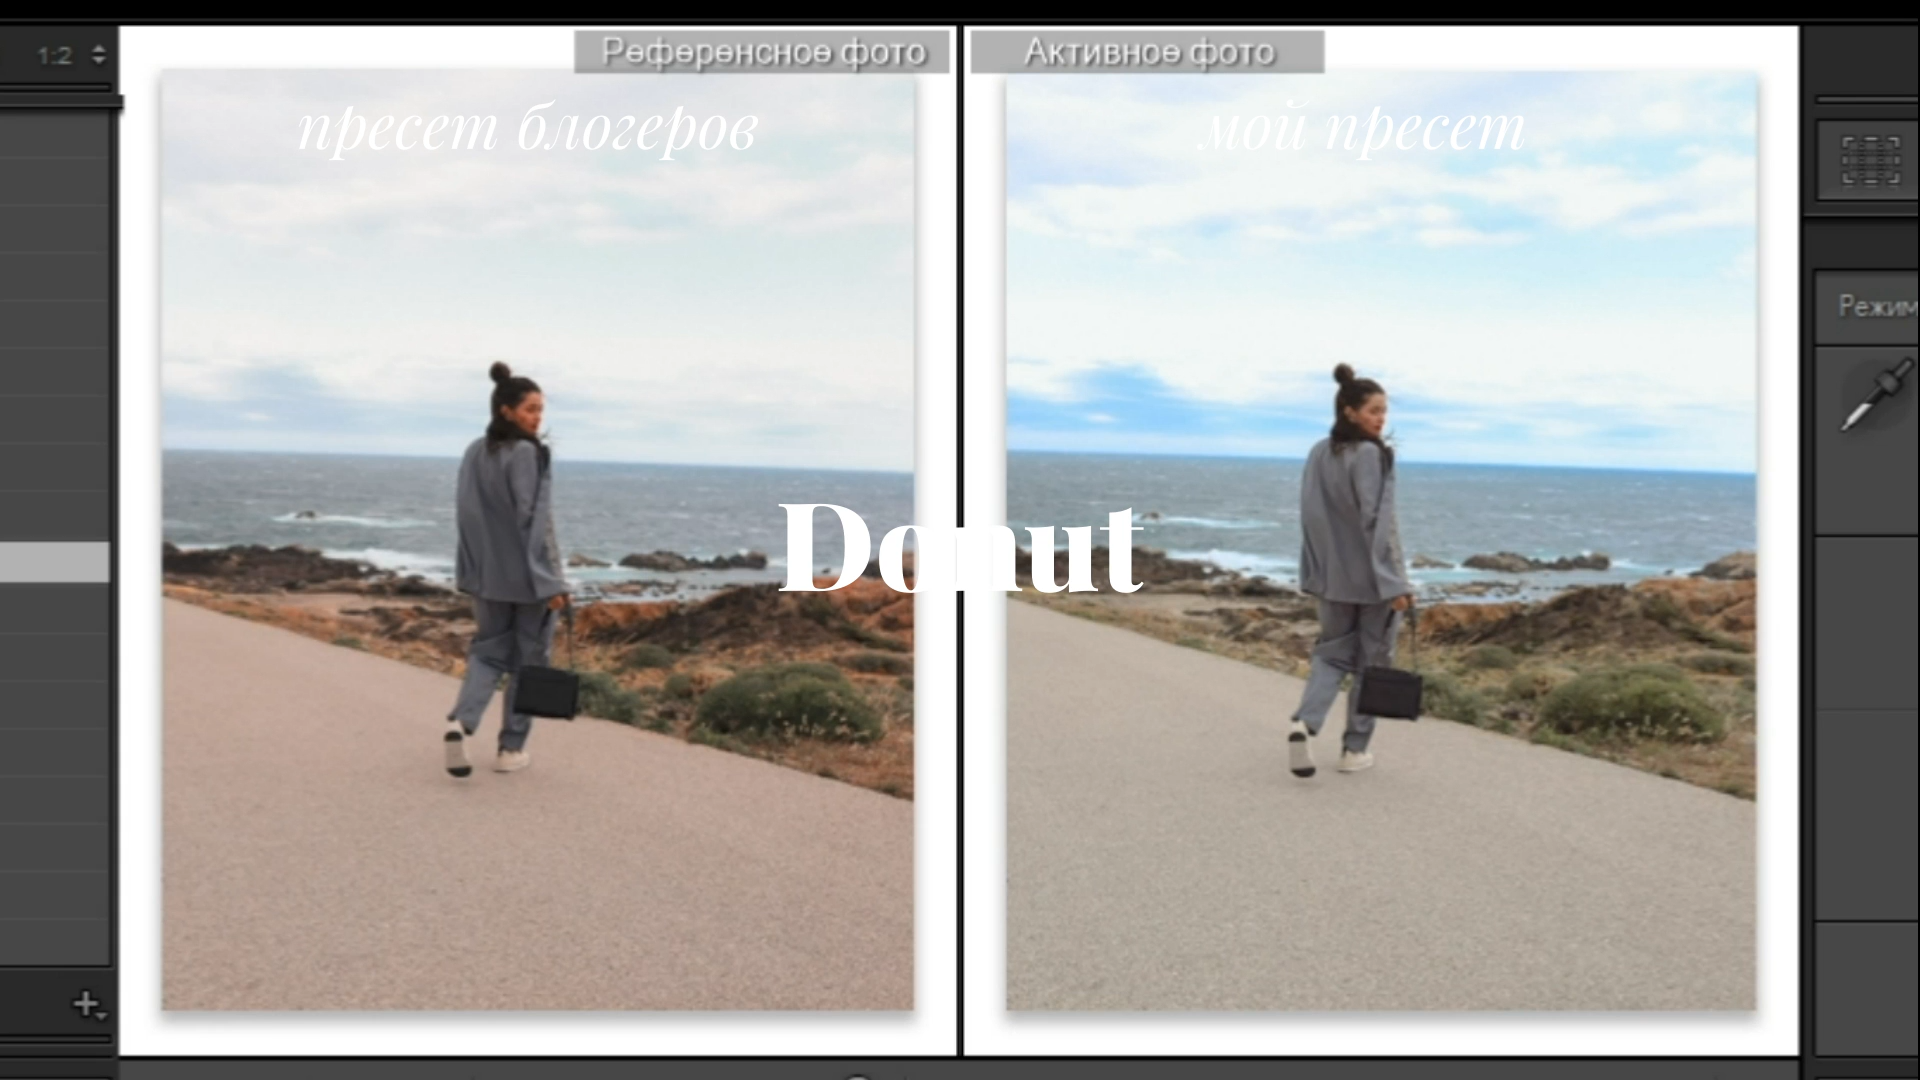 1:2
Референсное фото
Активное фото
пресет блогеров
мой пресет
Режим
Donut